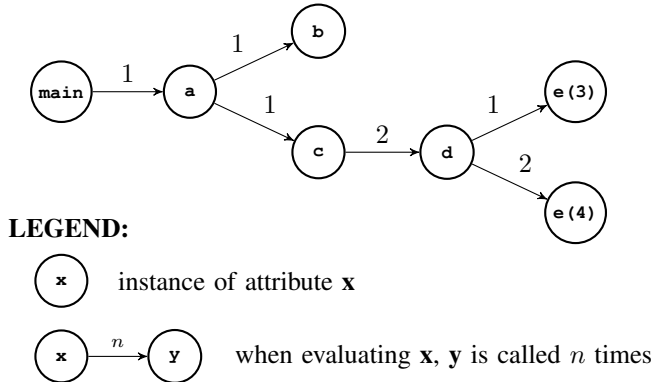 b
1
main
1
a
1
c
2
d
1
e(3)
2
e(4)
LEGEND:
x instance of attribute x
x n y when evaluating x, y is called n times